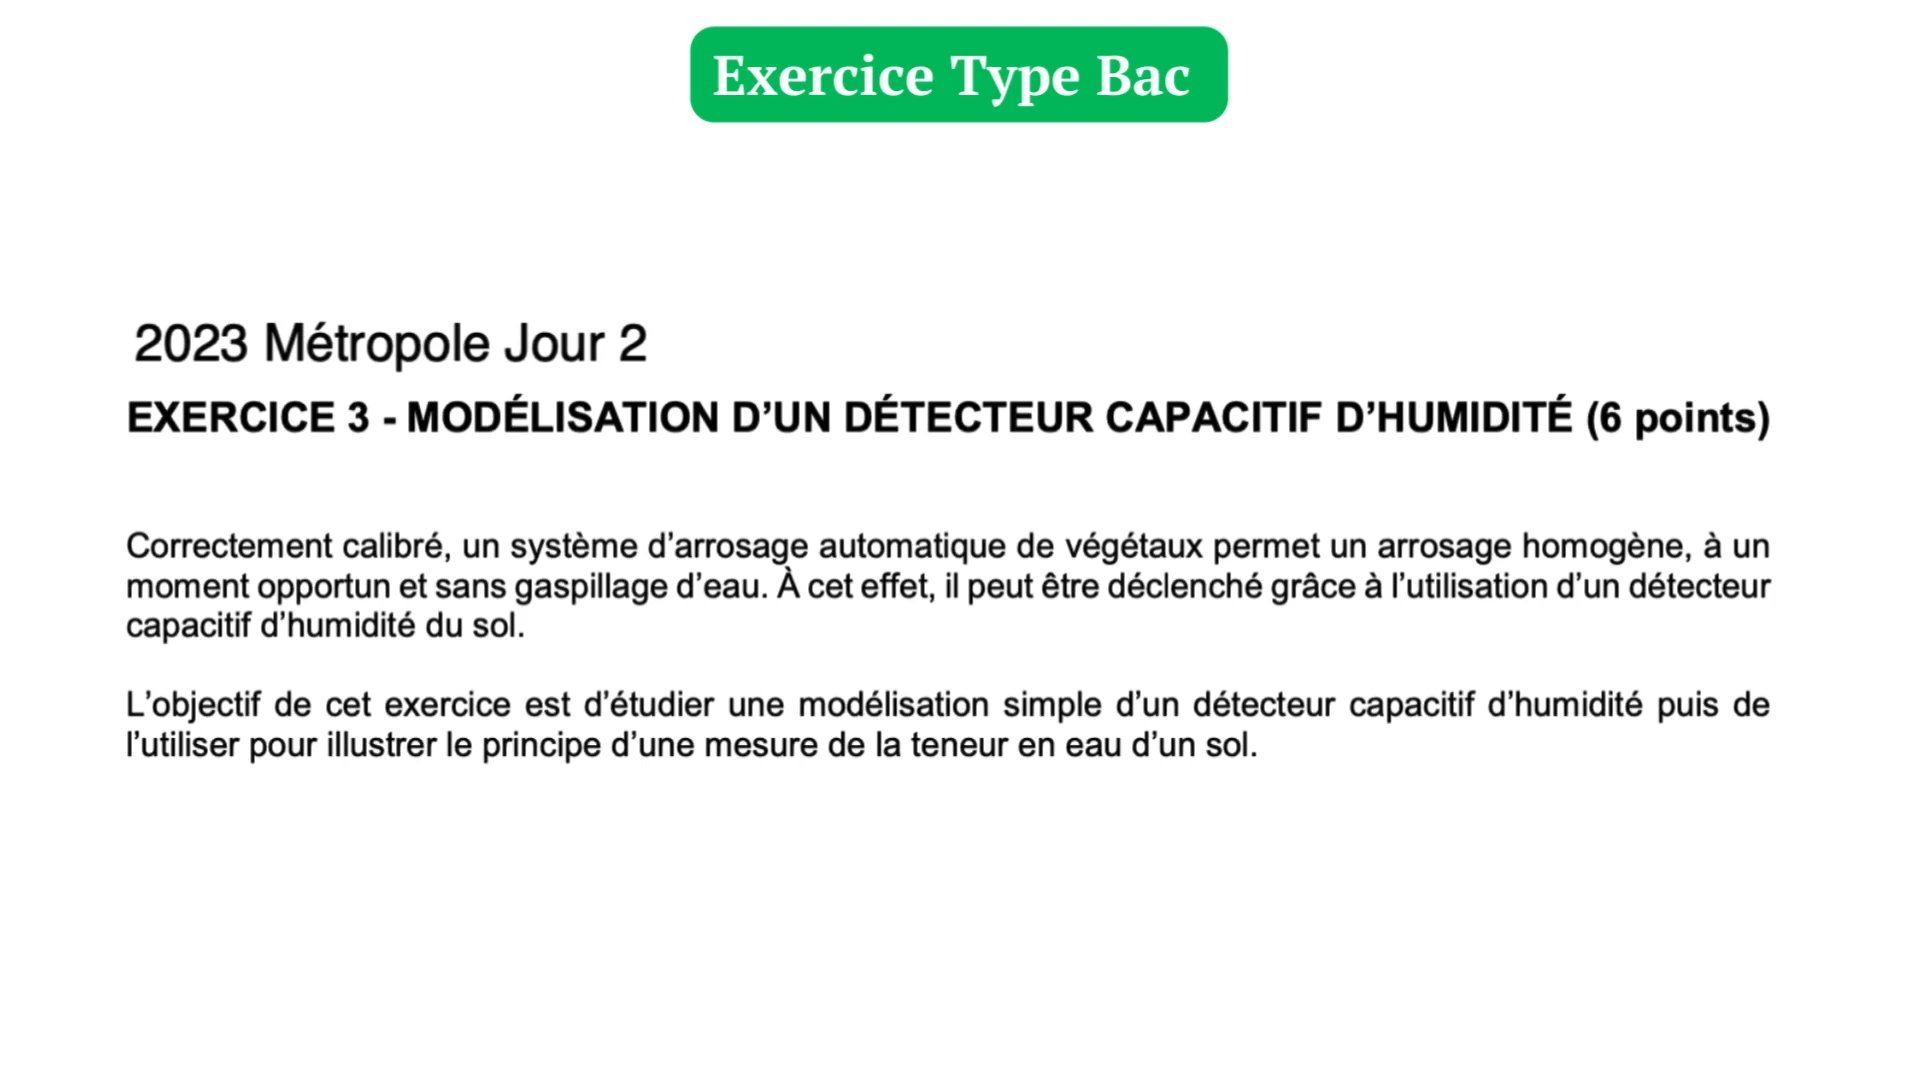 Exercice Type Bac
2023 Métropole Jour 2
EXERCICE 3 - MODÉLISATION D’UN DÉTECTEUR CAPACITIF D’HUMIDITÉ (6 points)
Correctement calibré, un système d’arrosage automatique de végétaux permet un arrosage homogène, à un
moment opportun et sans gaspillage d’eau. À cet effet, il peut être déclenché grâce à l’utilisation d’un détecteur
capacitif d’humidité du sol.
L’objectif de cet exercice est d’étudier une modélisation simple d’un détecteur capacitif d’humidité puis de
l’utiliser pour illustrer le principe d’une mesure de la teneur en eau d’un sol.